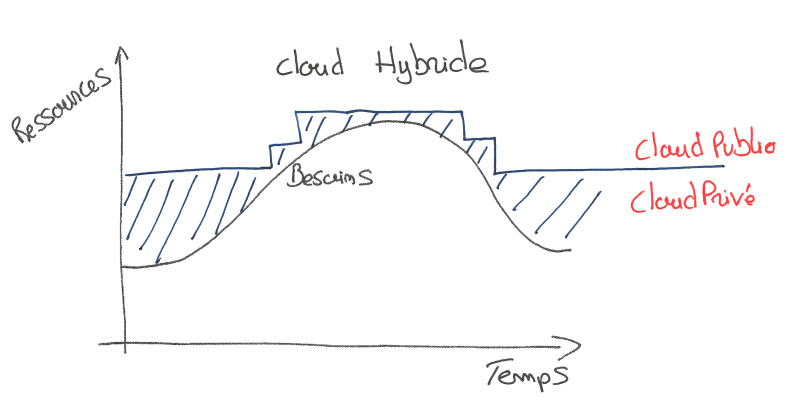 Cloud Hybride
Ressources
Cloud Public
Besoins
Cloud Privé
Temps